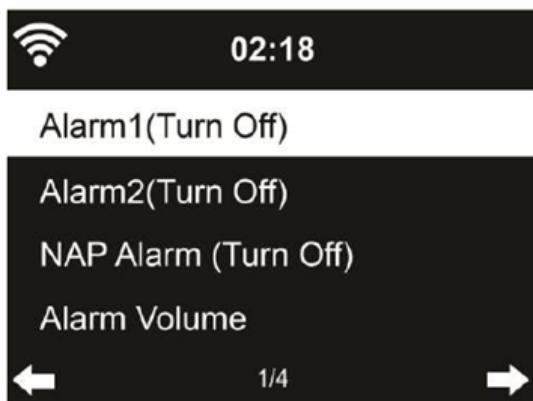 02:18
Alarm1(Turn Off)
Alarm2(Turn Off)
NAP Alarm (Turn Off)
Alarm Volume
1/4